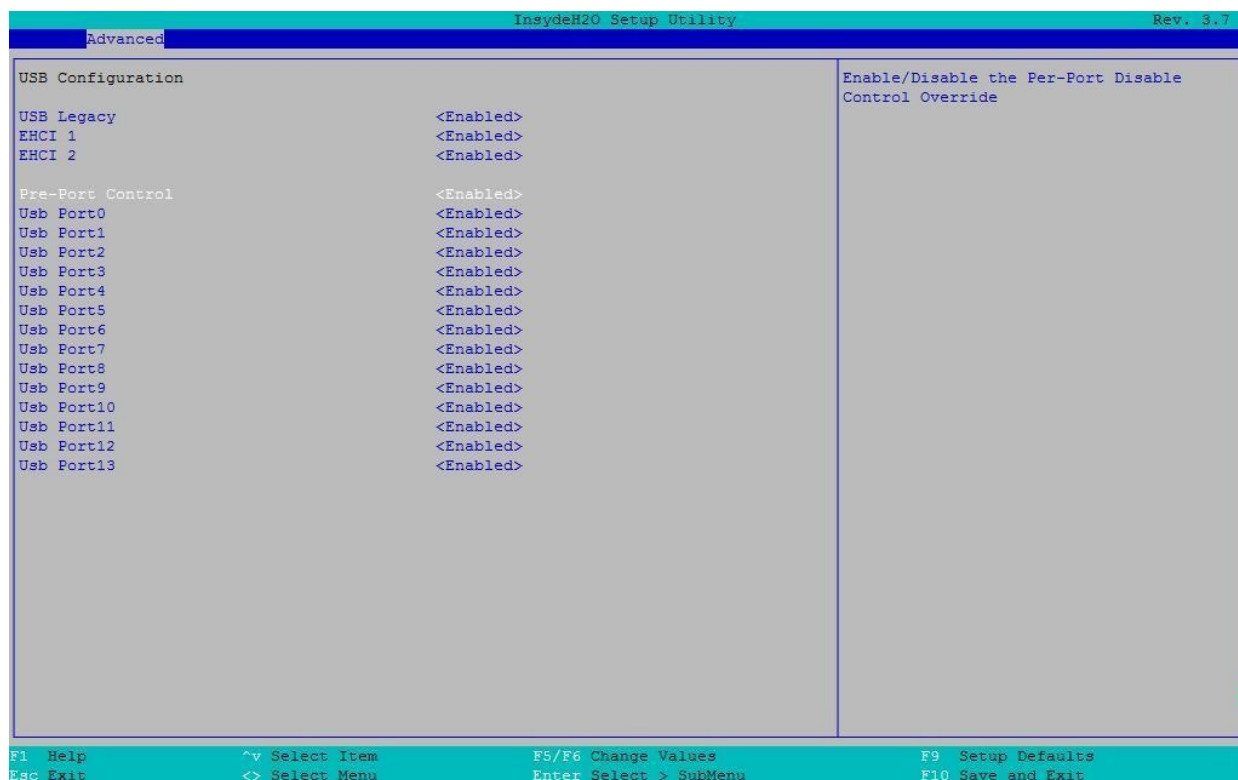 InsydeH20 Setup Utility Rev. 3.7
Advanced
USB Configuration
USB Legacy <Enabled>
EHCI 1 <Enabled>
EHCI 2 <Enabled>
Pre-Port Control <Enabled>
Usb Port0 <Enabled>
Usb Port1 <Enabled>
Usb Port2 <Enabled>
Usb Port3 <Enabled>
Usb Port4 <Enabled>
Usb Port5 <Enabled>
Usb Port6 <Enabled>
Usb Port7 <Enabled>
Usb Port8 <Enabled>
Usb Port9 <Enabled>
Usb Port10 <Enabled>
Usb Port11 <Enabled>
Usb Port12 <Enabled>
Usb Port13 <Enabled>
Enable/Disable the Per-Port Disable
Control Override
F1 Help ^v Select Item F5/F6 Change Values F9 Setup Defaults
Esc Exit <> Select Menu Enter Select > SubMenu F10 Save and Exit